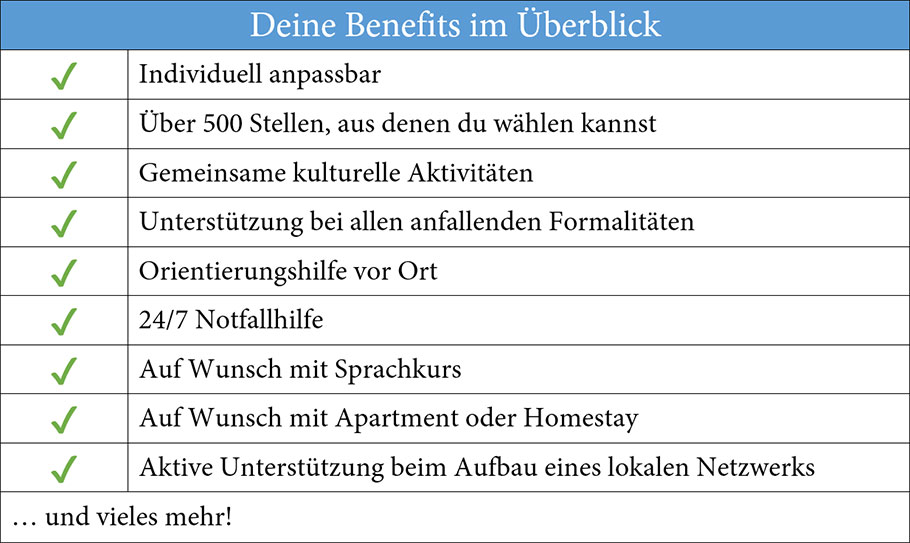 Deine Benefits im Überblick
Individuell anpassbar
Über 500 Stellen, aus denen du wählen kannst
Gemeinsame kulturelle Aktivitäten
Unterstützung bei allen anfallenden Formalitäten
Orientierungshilfe vor Ort
24/7 Notfallhilfe
Auf Wunsch mit Sprachkurs
Auf Wunsch mit Apartment oder Homestay
Aktive Unterstützung beim Aufbau eines lokalen Netzwerks
… und vieles mehr!